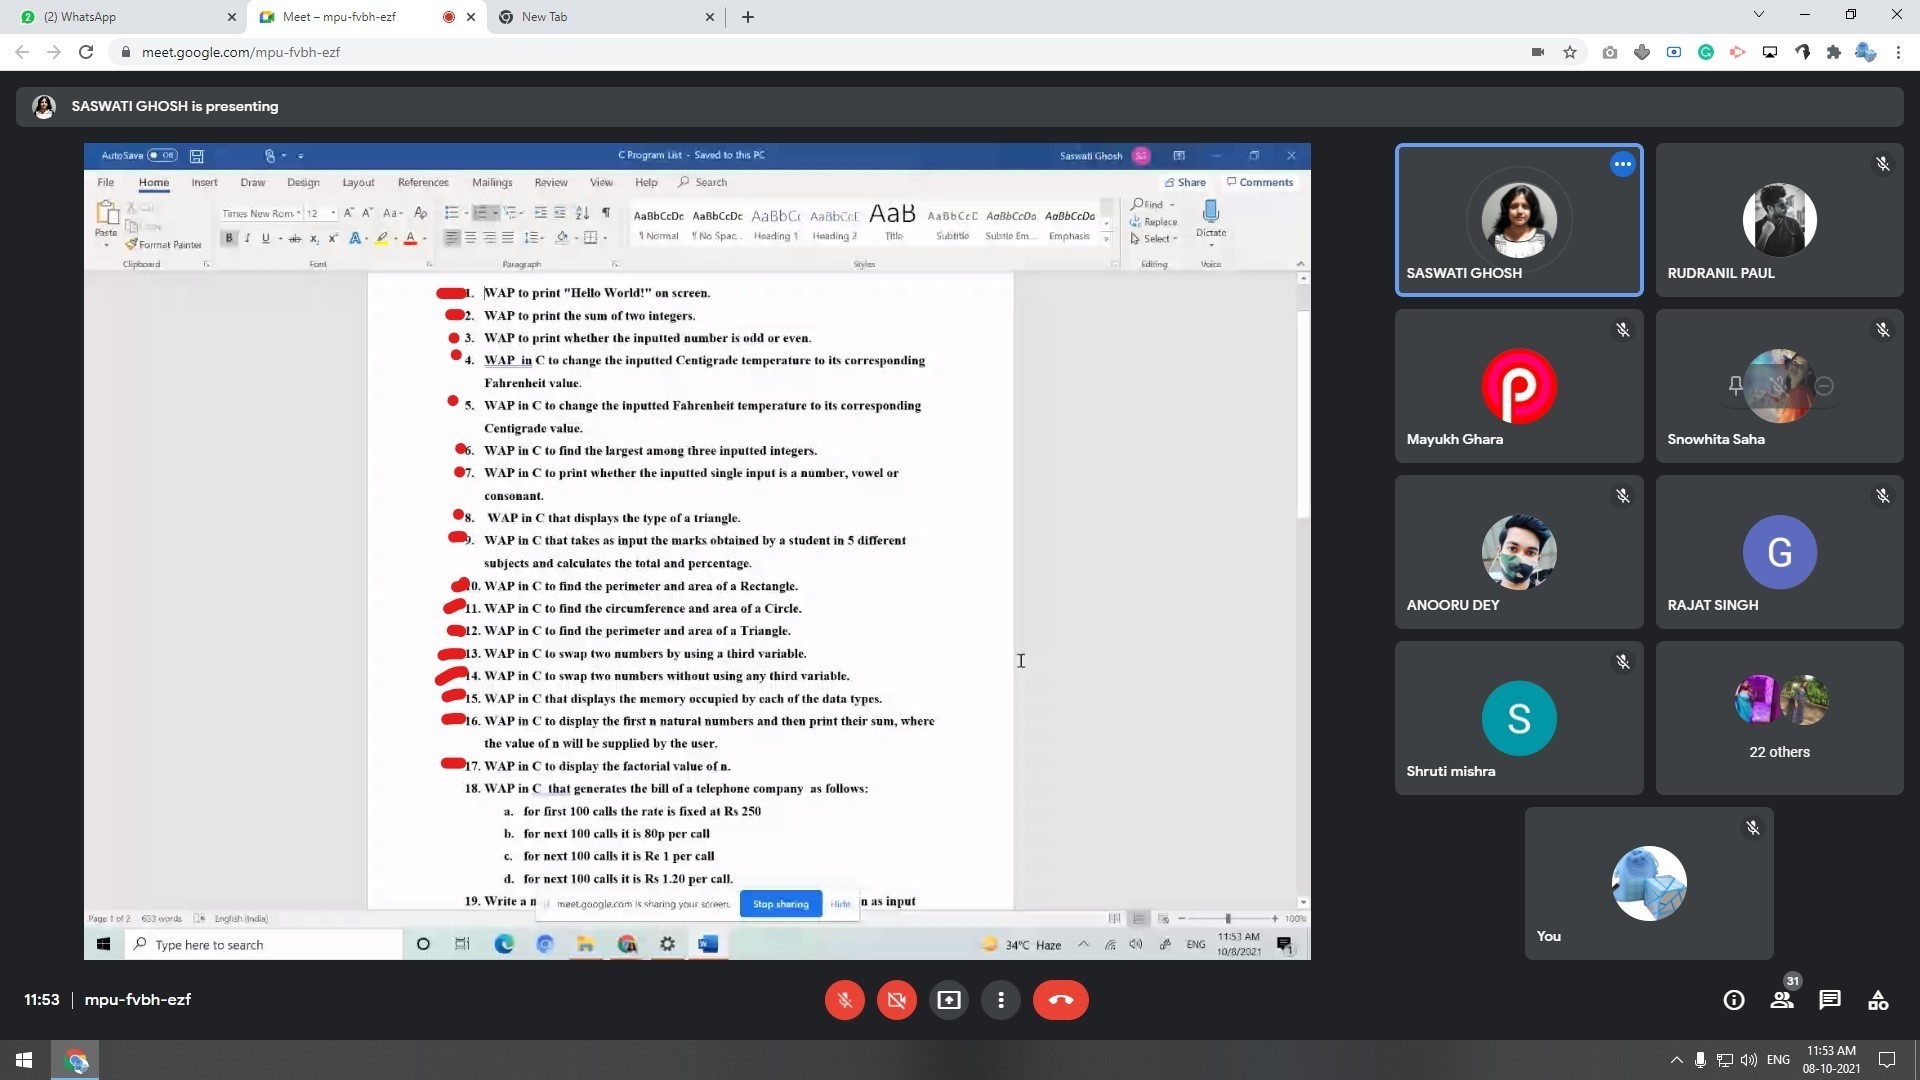 (2) WhatsApp
Meet – mpu-fvbh-ezf
New Tab
meet.google.com/mpu-fvbh-ezf
SASWATI GHOSH is presenting
AutoSave Off
C Program List - Saved to this PC
Saswati Ghosh
SG
File Home Insert Draw Design Layout References Mailings Review View Help Search
Share Comments
Paste
Cut
Copy
Format Painter
Clipboard
Times New Rom 12
Font
Paragraph
AaBbCcDc AaBbCcDc AaBbCc AaBbCcC AaB AaBbCcC AaBbCcDc AaBbCcDc
¶ Normal ¶ No Spac... Heading 1 Heading 2 Title Subtitle Subtle Em... Emphasis
Styles
Find
Replace
Select
Editing
Dictate
Voice
1. WAP to print "Hello World!" on screen.
2. WAP to print the sum of two integers.
3. WAP to print whether the inputted number is odd or even.
4. WAP in C to change the inputted Centigrade temperature to its corresponding
Fahrenheit value.
5. WAP in C to change the inputted Fahrenheit temperature to its corresponding
Centigrade value.
6. WAP in C to find the largest among three inputted integers.
7. WAP in C to print whether the inputted single input is a number, vowel or
consonant.
8. WAP in C that displays the type of a triangle.
9. WAP in C that takes as input the marks obtained by a student in 5 different
subjects and calculates the total and percentage.
10. WAP in C to find the perimeter and area of a Rectangle.
11. WAP in C to find the circumference and area of a Circle.
12. WAP in C to find the perimeter and area of a Triangle.
13. WAP in C to swap two numbers by using a third variable.
14. WAP in C to swap two numbers without using any third variable.
15. WAP in C that displays the memory occupied by each of the data types.
16. WAP in C to display the first n natural numbers and then print their sum, where
the value of n will be supplied by the user.
17. WAP in C to display the factorial value of n.
18. WAP in C that generates the bill of a telephone company as follows:
a. for first 100 calls the rate is fixed at Rs 250
b. for next 100 calls it is 80p per call
c. for next 100 calls it is Re 1 per call
d. for next 100 calls it is Rs 1.20 per call.
19. Write a n as input
meet.google.com is sharing your screen. Stop sharing Hide
Page 1 of 2 633 words English (India)
100%
Type here to search
34°C Haze
ENG
11:53 AM
10/8/2021
SASWATI GHOSH
RUDRANIL PAUL
Mayukh Ghara
Snowhita Saha
ANOORU DEY
G
RAJAT SINGH
S
Shruti mishra
22 others
You
11:53 | mpu-fvbh-ezf
31
ENG
11:53 AM
08-10-2021